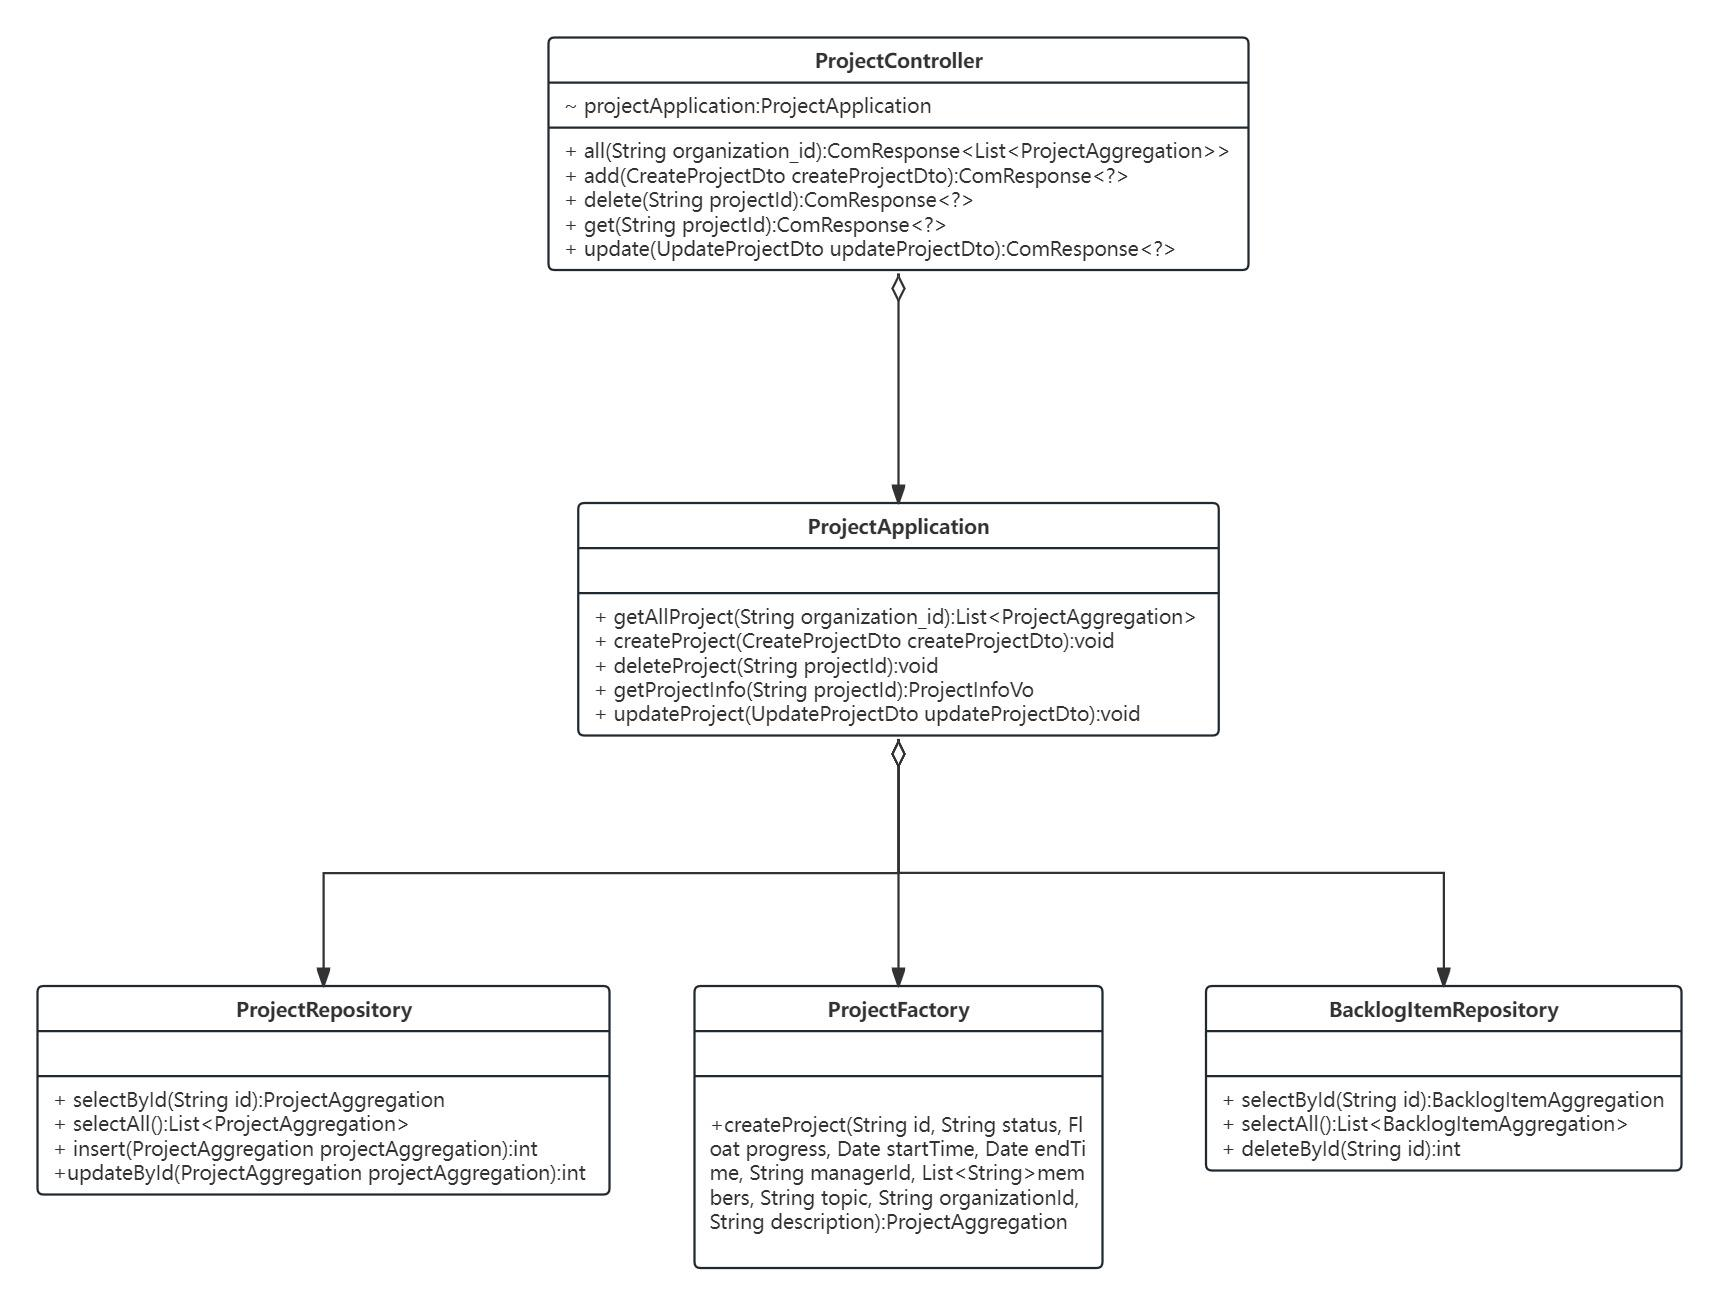 ProjectController
~ projectApplication:ProjectApplication
+ all(String organization_id):ComResponse<List<ProjectAggregation>>
+ add(CreateProjectDto createProjectDto):ComResponse<?>
+ delete(String projectId):ComResponse<?>
+ get(String projectId):ComResponse<?>
+ update(UpdateProjectDto updateProjectDto):ComResponse<?>
ProjectApplication
+ getAllProject(String organization_id):List<ProjectAggregation>
+ createProject(CreateProjectDto createProjectDto):void
+ deleteProject(String projectId):void
+ getProjectInfo(String projectId):ProjectInfoVo
+ updateProject(UpdateProjectDto updateProjectDto):void
ProjectRepository
+ selectById(String id):ProjectAggregation
+ selectAll():List<ProjectAggregation>
+ insert(ProjectAggregation projectAggregation):int
+updateById(ProjectAggregation projectAggregation):int
ProjectFactory
+createProject(String id, String status, Fl
oat progress, Date startTime, Date endTi
me, String managerId, List<String>mem
bers, String topic, String organizationId,
String description):ProjectAggregation
BacklogItemRepository
+ selectById(String id):BacklogItemAggregation
+ selectAll():List<BacklogItemAggregation>
+ deleteById(String id):int